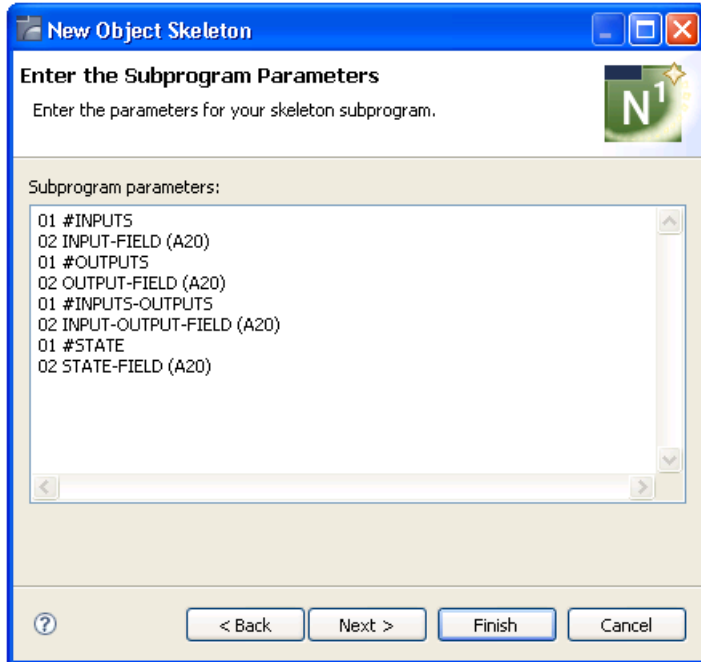 New Object Skeleton
Enter the Subprogram Parameters
Enter the parameters for your skeleton subprogram.
N1
Subprogram parameters:
01 #INPUTS
02 INPUT-FIELD (A20)
01 #OUTPUTS
02 OUTPUT-FIELD (A20)
01 #INPUTS-OUTPUTS
02 INPUT-OUTPUT-FIELD (A20)
01 #STATE
02 STATE-FIELD (A20)
? < Back Next > Finish Cancel